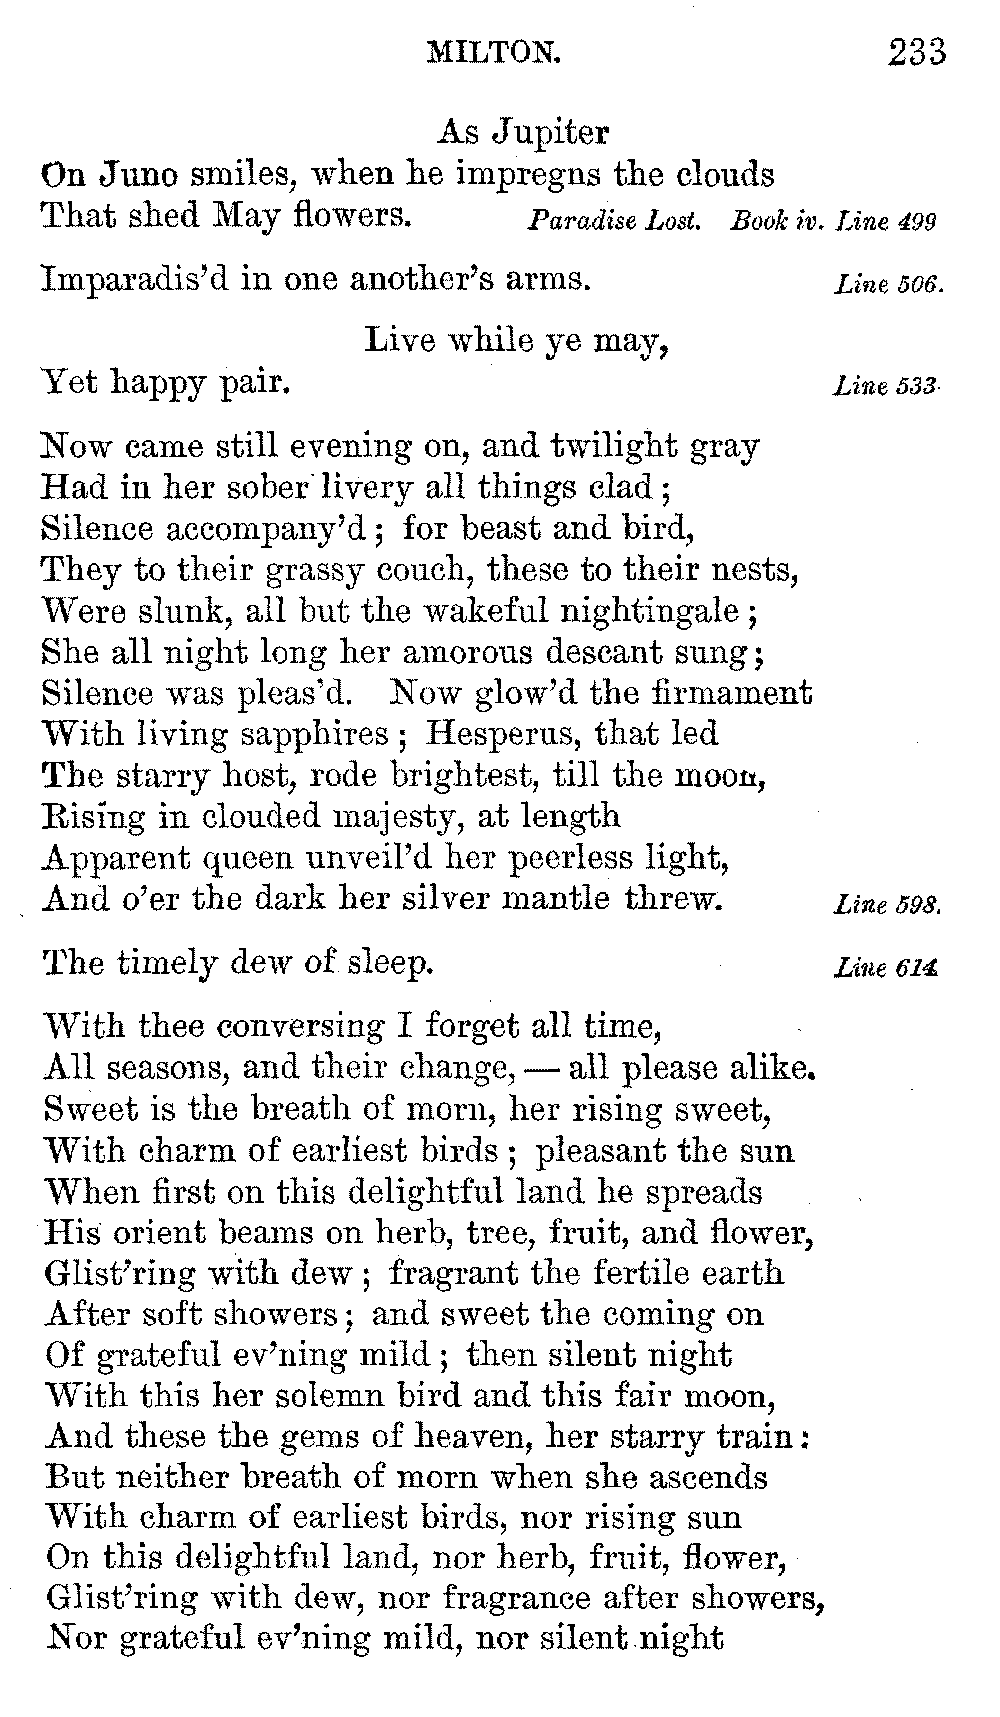 MILTON. 233
As Jupiter
On Juno smiles, when he impregns the clouds
That shed May flowers. Paradise Lost. Book iv. Line 499
Imparadis'd in one another's arms. Line 506.
Live while ye may,
Yet happy pair. Line 533.
Now came still evening on, and twilight gray
Had in her sober livery all things clad ;
Silence accompany'd ; for beast and bird,
They to their grassy couch, these to their nests,
Were slunk, all but the wakeful nightingale ;
She all night long her amorous descant sung ;
Silence was pleas'd. Now glow'd the firmament
With living sapphires ; Hesperus, that led
The starry host, rode brightest, till the moon,
Rising in clouded majesty, at length
Apparent queen unveil'd her peerless light,
And o'er the dark her silver mantle threw. Line 598.
The timely dew of sleep. Line 614
With thee conversing I forget all time,
All seasons, and their change, — all please alike.
Sweet is the breath of morn, her rising sweet,
With charm of earliest birds ; pleasant the sun
When first on this delightful land he spreads
His orient beams on herb, tree, fruit, and flower,
Glist'ring with dew ; fragrant the fertile earth
After soft showers ; and sweet the coming on
Of grateful ev'ning mild ; then silent night
With this her solemn bird and this fair moon,
And these the gems of heaven, her starry train :
But neither breath of morn when she ascends
With charm of earliest birds, nor rising sun
On this delightful land, nor herb, fruit, flower,
Glist'ring with dew, nor fragrance after showers,
Nor grateful ev'ning mild, nor silent night